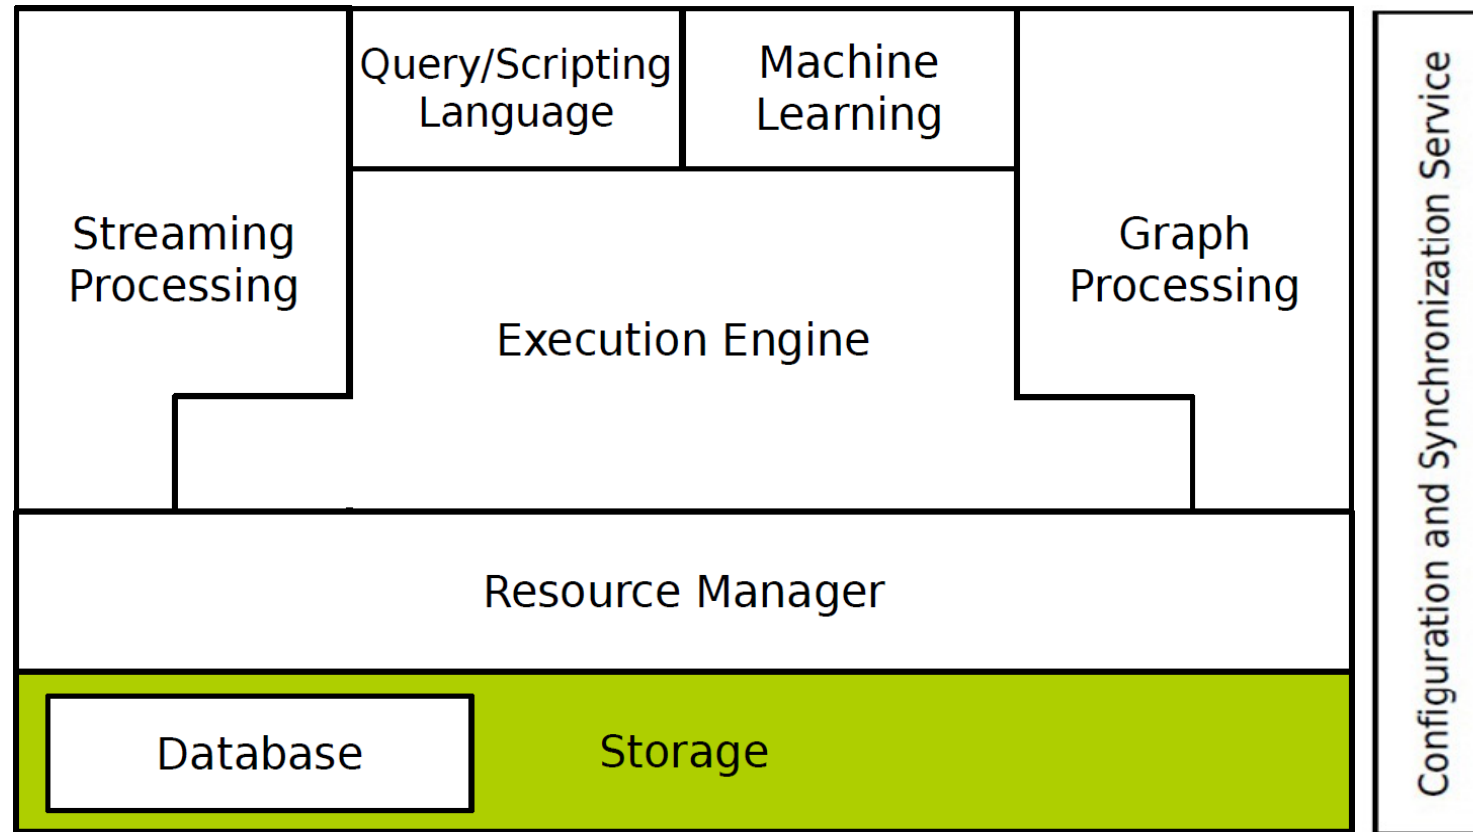 Query/Scripting
Language
Machine
Learning
Streaming
Processing
Graph
Processing
Execution Engine
Resource Manager
Database
Storage
Configuration and Synchronization Service